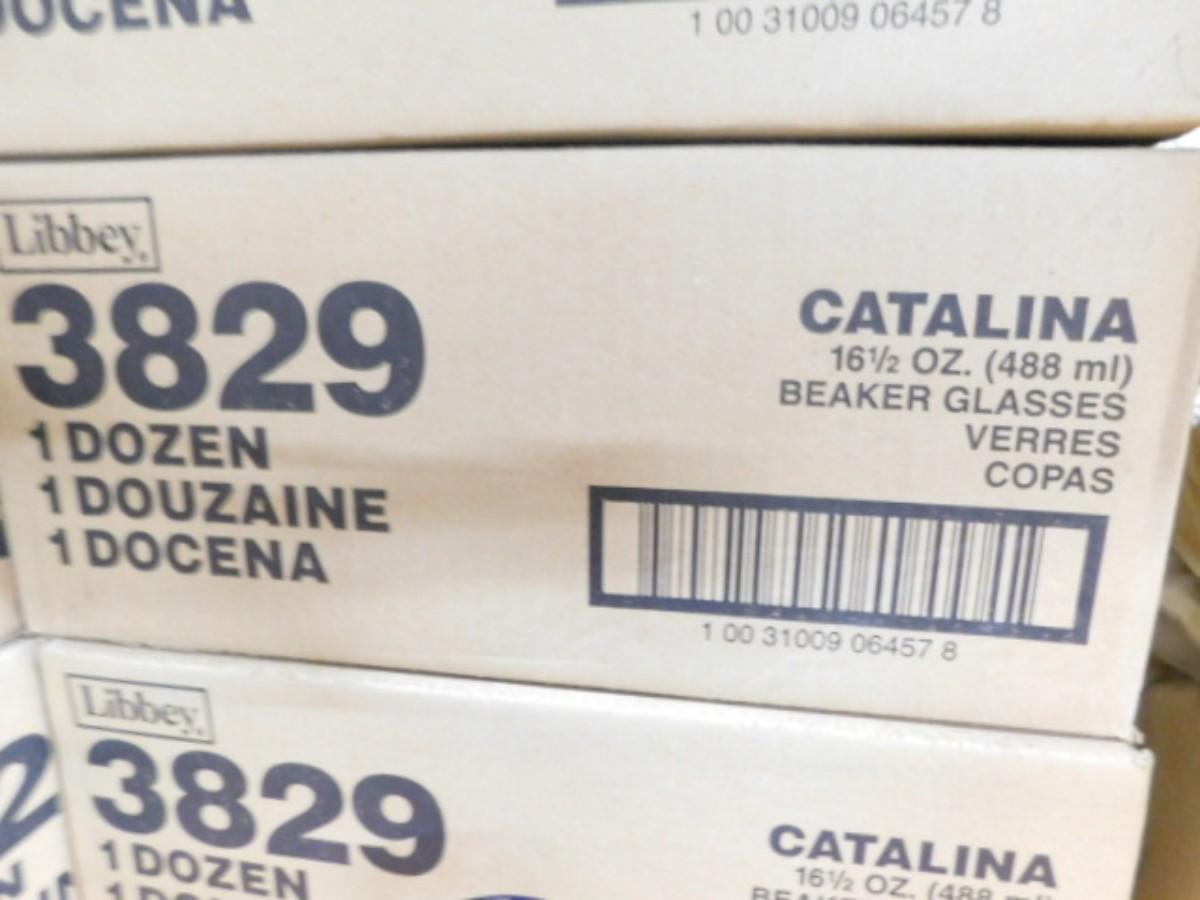 DOCENA
1 00 31009 06457 8
Libbey
3829
1 DOZEN
1 DOUZAINE
1 DOCENA
CATALINA
16½ OZ. (488 ml)
BEAKER GLASSES
VERRES
COPAS
1 00 31009 06457 8
Libbey
3829
1 DOZEN
CATALINA
16½ OZ. (488 ml)